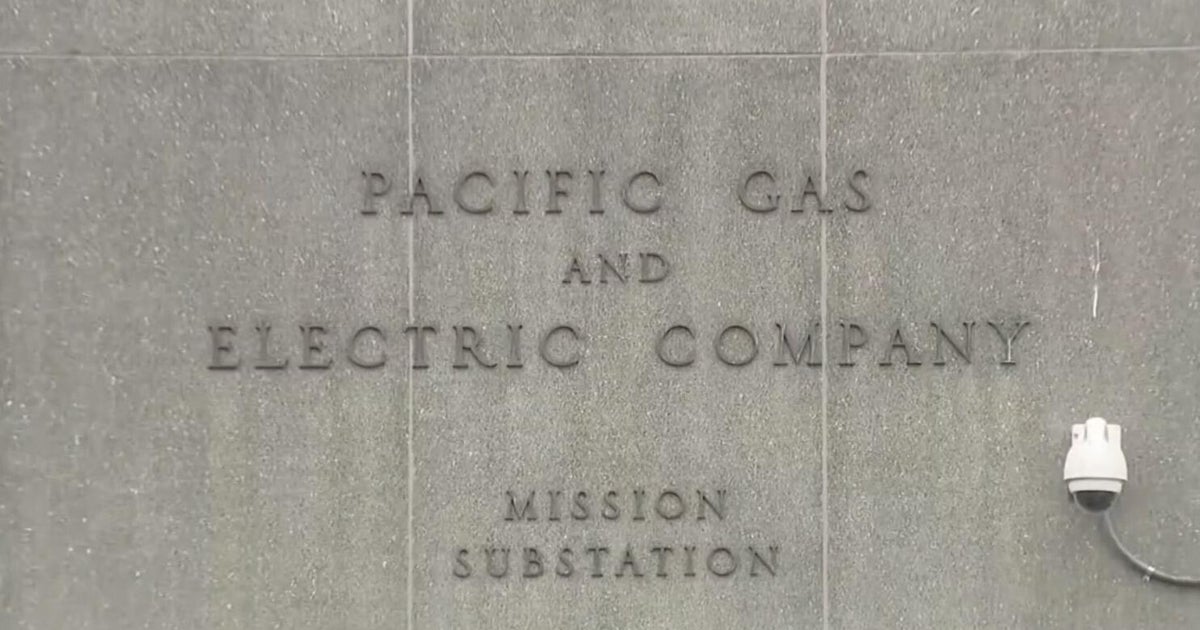 PACIFIC GAS
AND
ELECTRIC COMPANY
MISSION
SUBSTATION